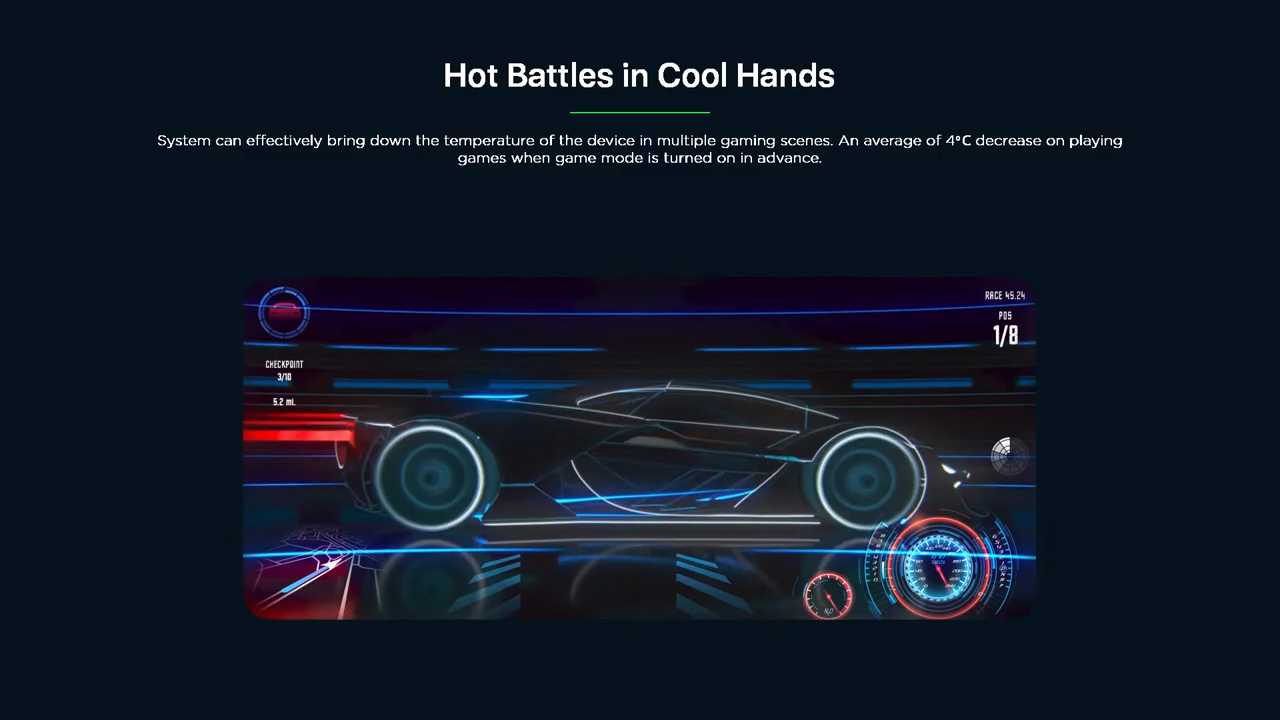 Hot Battles in Cool Hands
System can effectively bring down the temperature of the device in multiple gaming scenes. An average of 4°C decrease on playing
games when game mode is turned on in advance.
RACE 45.24
POS
1/8
CHECKPOINT
3/10
5.2 mi.
N₂O